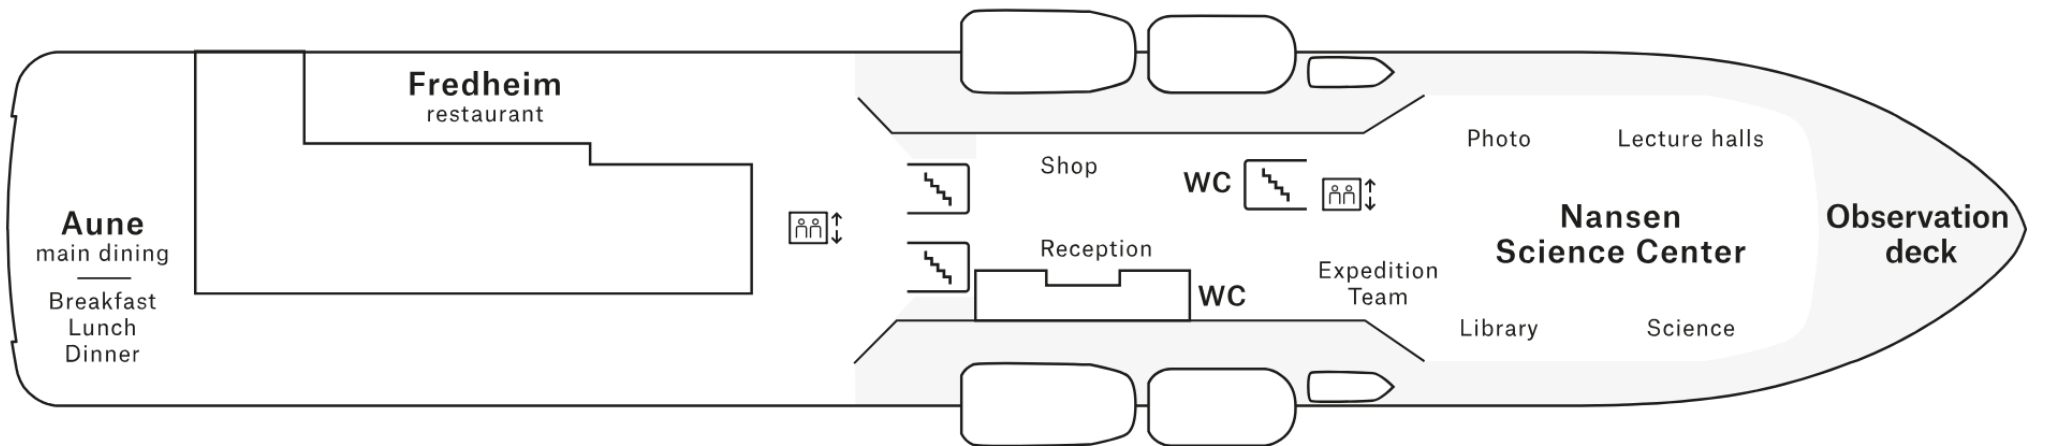 Aune
main dining
Breakfast
Lunch
Dinner
Fredheim
restaurant
Shop
Reception
WC
WC
Expedition
Team
Photo
Lecture halls
Nansen
Science Center
Library
Science
Observation
deck